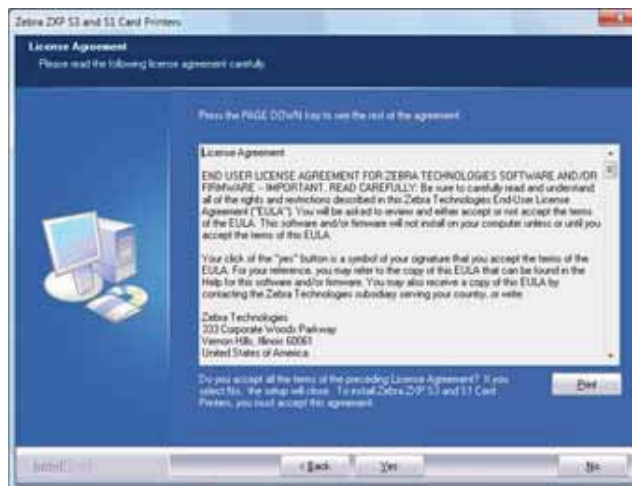 Zebra ZXP S3 and S1 Card Printers
License Agreement
Please read the following license agreement carefully.
Press the PAGE DOWN key to see the rest of the agreement.
License Agreement
END USER LICENSE AGREEMENT FOR ZEBRA TECHNOLOGIES SOFTWARE AND/OR
FIRMWARE - IMPORTANT, READ CAREFULLY: Be sure to carefully read and understand
all of the rights and restrictions described in this Zebra Technologies End-User License
Agreement ("EULA"). You will be asked to review and either accept or not accept the terms
of the EULA. This software and/or firmware will not install on your computer unless or until you
accept the terms of this EULA.
Your click of the "yes" button is a symbol of your signature that you accept the terms of the
EULA. For your reference, you may refer to the copy of this EULA that can be found in the
Help for this software and/or firmware. You may also receive a copy of this EULA by
contacting the Zebra Technologies subsidiary serving your country, or write:
Zebra Technologies
333 Corporate Woods Parkway
Vernon Hills, Illinois 60061
United States of America
Do you accept all the terms of the preceding License Agreement? If you
select No, the setup will close. To install Zebra ZXP S3 and S1 Card
Printers, you must accept this agreement.
Print
< Back
Yes
No